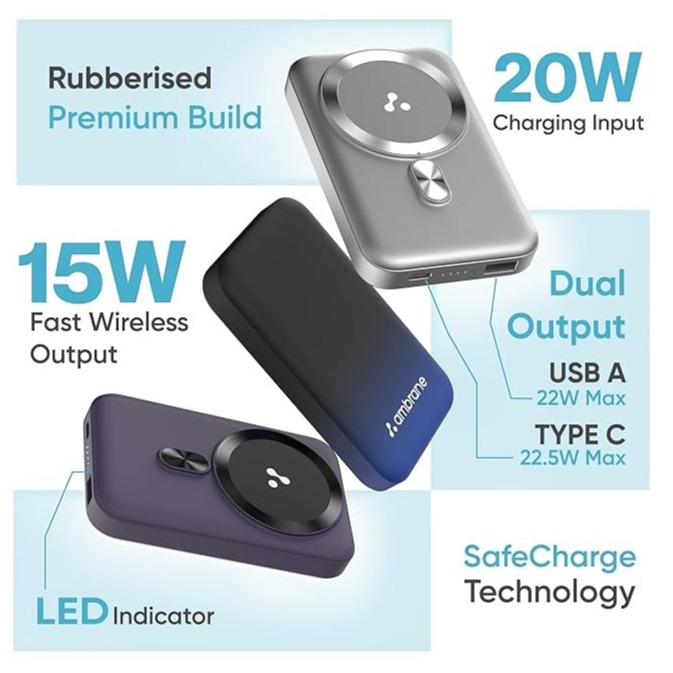 Rubberised
Premium Build
20W
Charging Input
15W
Fast Wireless
Output
Dual
Output
USB A
22W Max
TYPE C
22.5W Max
ambrane
LED Indicator
SafeCharge
Technology